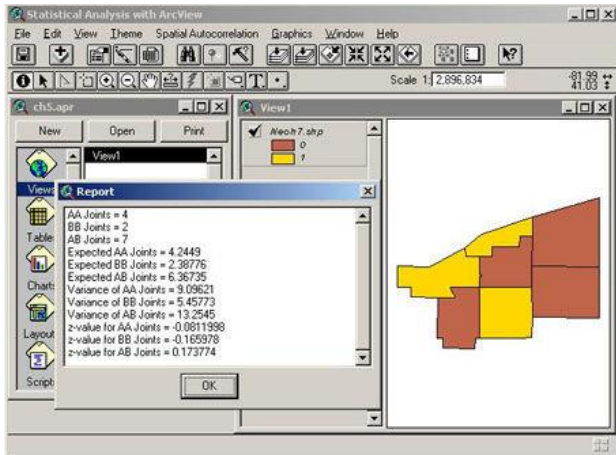 Statistical Analysis with ArcView
File Edit View Theme Spatial Autocorrelation Graphics Window Help
Scale 1: 2,896,834
-81.99
41.03
ch5.apr
New Open Print
Views
View1
Tables
Charts
Layout
Scripts
View1
Neoh7.shp
0
1
Report
AA Joints = 4
BB Joints = 2
AB Joints = 7
Expected AA Joints = 4.2449
Expected BB Joints = 2.38776
Expected AB Joints = 6.36735
Variance of AA Joints = 9.09621
Variance of BB Joints = 5.45773
Variance of AB Joints = 13.2545
z-value for AA Joints = -0.0811998
z-value for BB Joints = -0.165978
z-value for AB Joints = 0.173774
OK